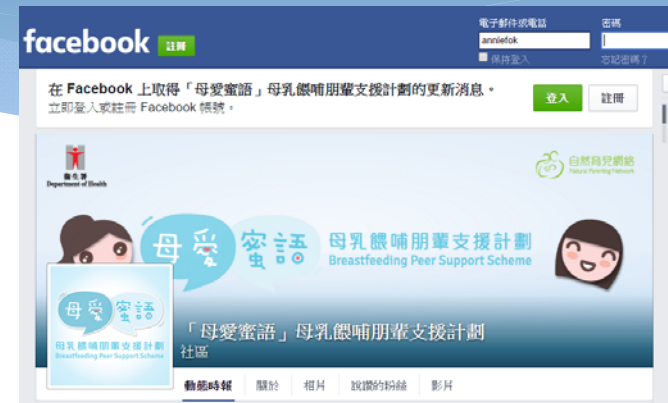 facebook 註冊
電子郵件或電話 密碼
anniefok
保持登入 忘記密碼？
在 Facebook 上取得「母愛蜜語」母乳餵哺朋輩支援計劃的更新消息。
立即登入或註冊 Facebook 帳號。
登入 註冊
衞生署
Department of Health
自然育兒網絡
Natural Parenting Network
母愛蜜語 母乳餵哺朋輩支援計劃
Breastfeeding Peer Support Scheme
母愛蜜語
母乳餵哺朋輩支援計劃
Breastfeeding Peer Support Scheme
「母愛蜜語」母乳餵哺朋輩支援計劃
社區
動態時報 關於 相片 說讚的粉絲 影片